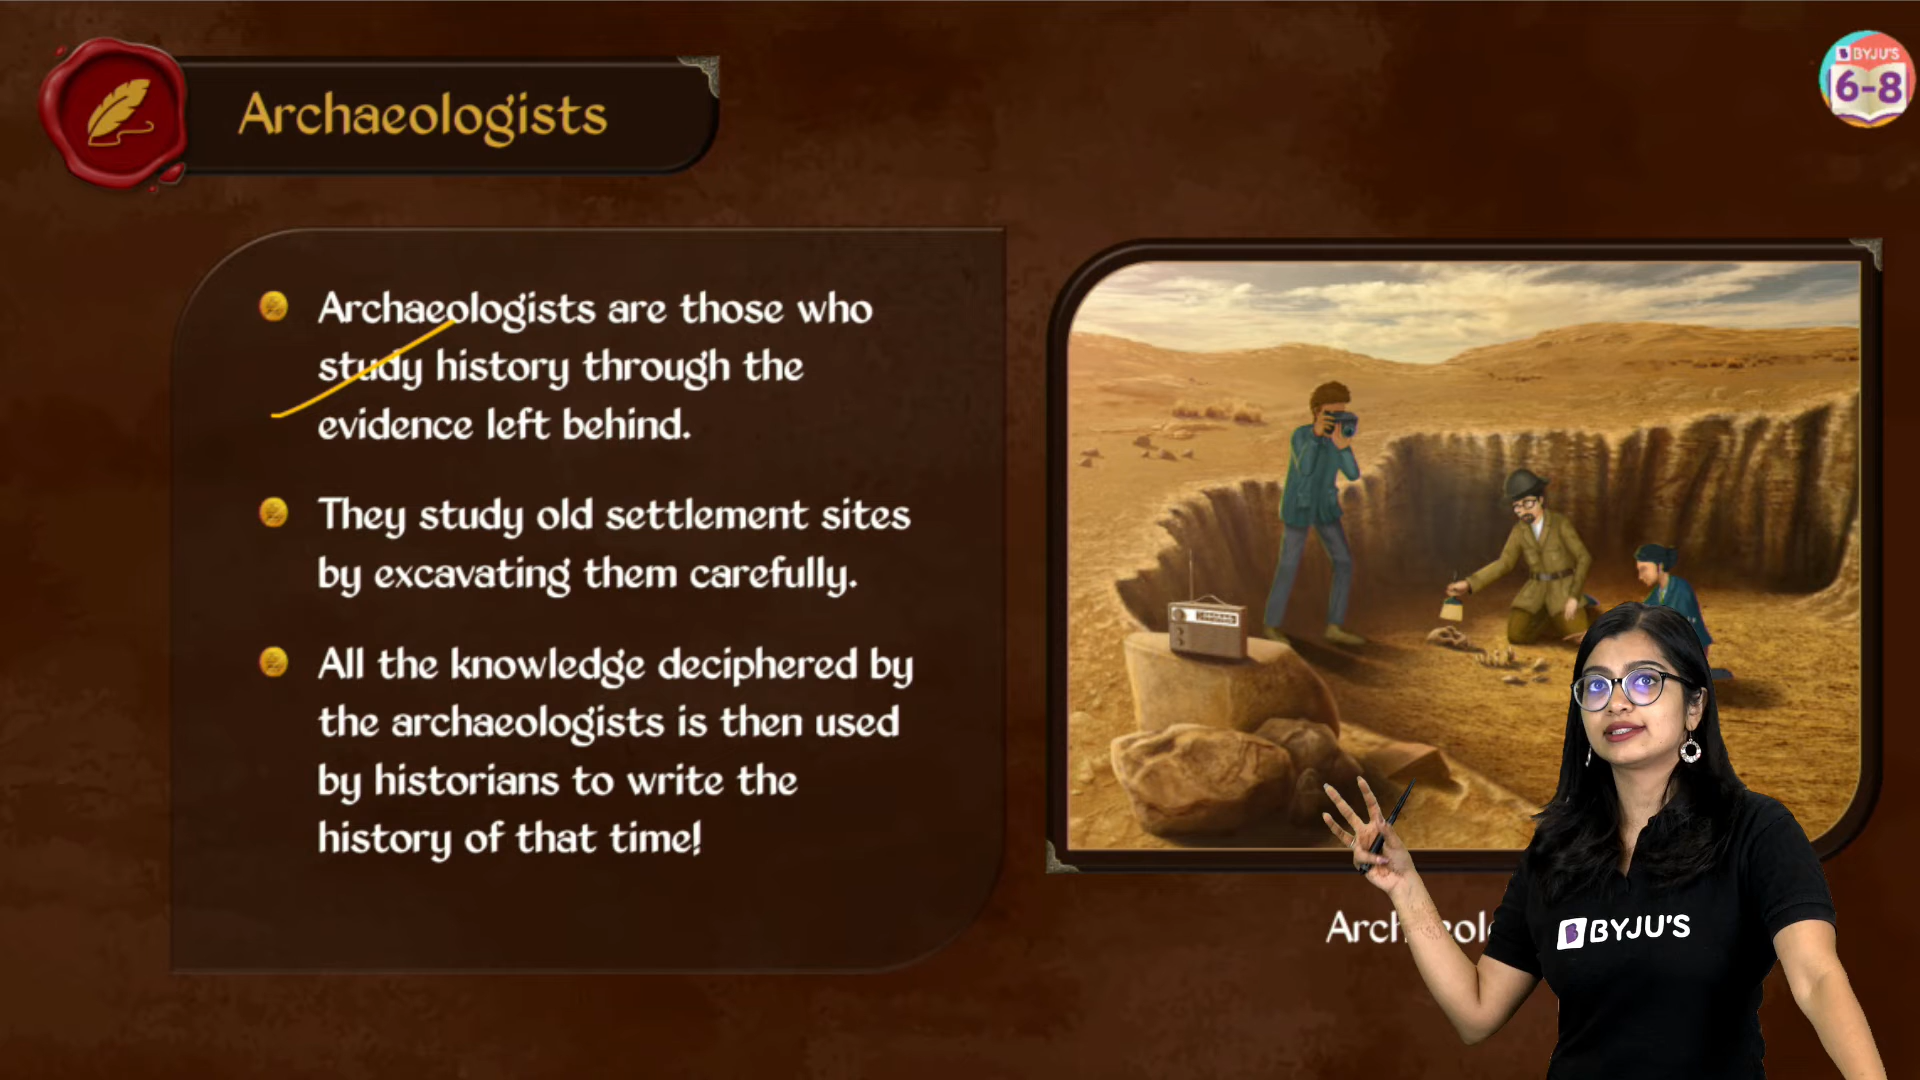 Archaeologists
BYJU'S
6-8
Archaeologists are those who
study history through the
evidence left behind.
They study old settlement sites
by excavating them carefully.
All the knowledge deciphered by
the archaeologists is then used
by historians to write the
history of that time!
BYJU'S